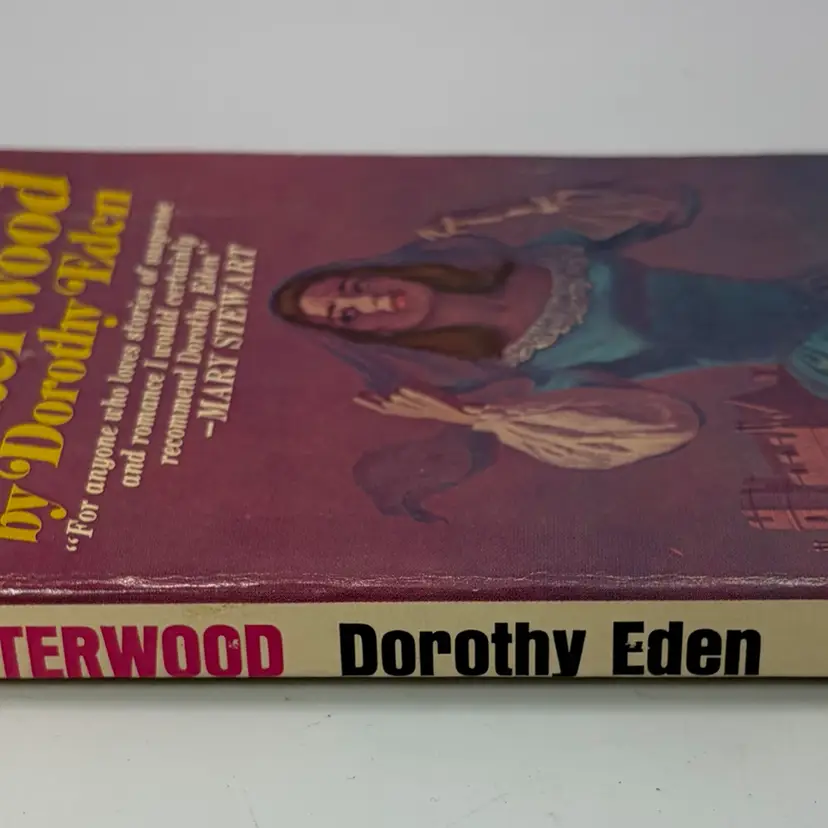 Wood
by Dorothy Eden
"For anyone who loves stories of suspense
and romance I would certainly
recommend Dorothy Eden"
-MARY STEWART
TERWOOD Dorothy Eden